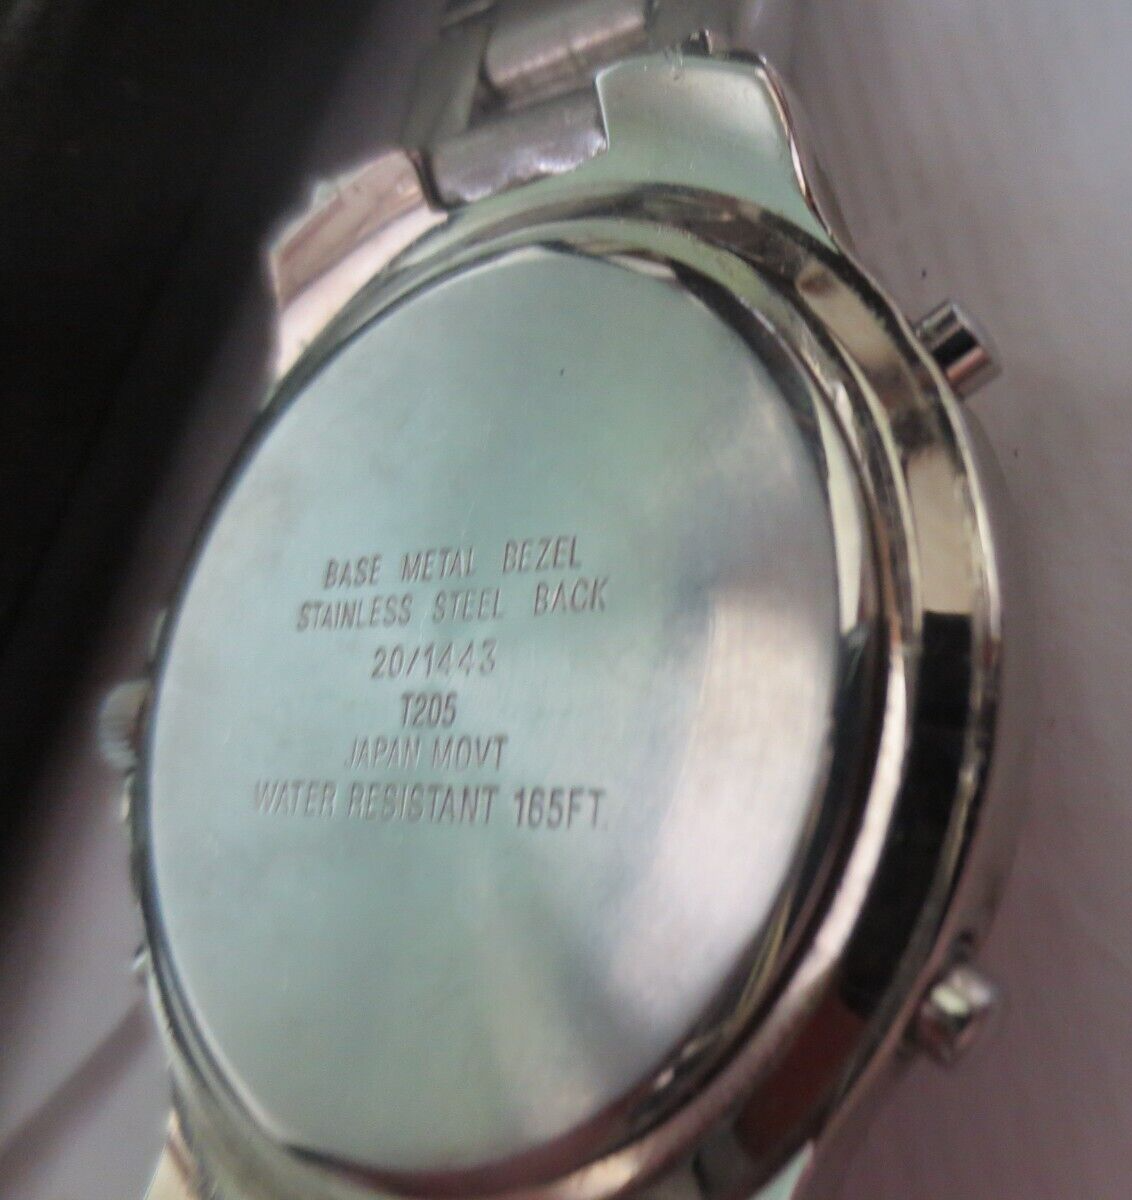 BASE METAL BEZEL
STAINLESS STEEL BACK
20/1443
T205
JAPAN MOVT
WATER RESISTANT 165FT.